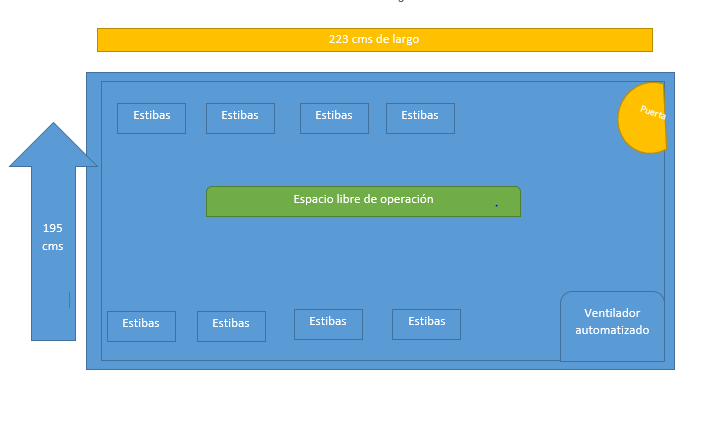 223 cms de largo
Estibas
Estibas
Estibas
Estibas
Puerta
Espacio libre de operación
195
cms
Estibas
Estibas
Estibas
Estibas
Ventilador
automatizado